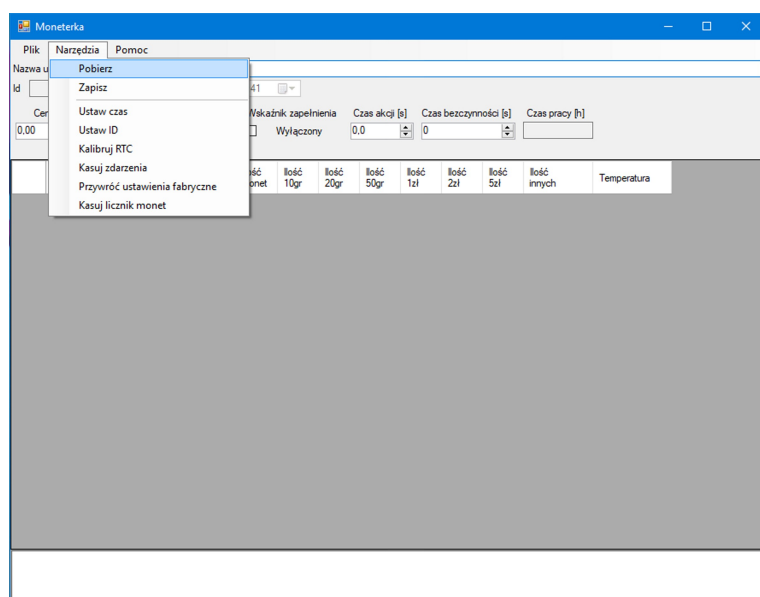 Moneterka
Plik Narzędzia Pomoc
Nazwa u
Pobierz
Id
41
Zapisz
Cer
Wskaźnik zapełnienia Czas akcji [s] Czas bezczynności [s] Czas pracy [h]
Ustaw czas
0,00
Wyłączony 0,0 0
Ustaw ID
Kalibruj RTC
Kasuj zdarzenia
Przywróć ustawienia fabryczne
Kasuj licznik monet
Ilość 10gr Ilość 20gr Ilość 50gr Ilość 1zł Ilość 2zł Ilość 5zł Ilość innych Temperatura